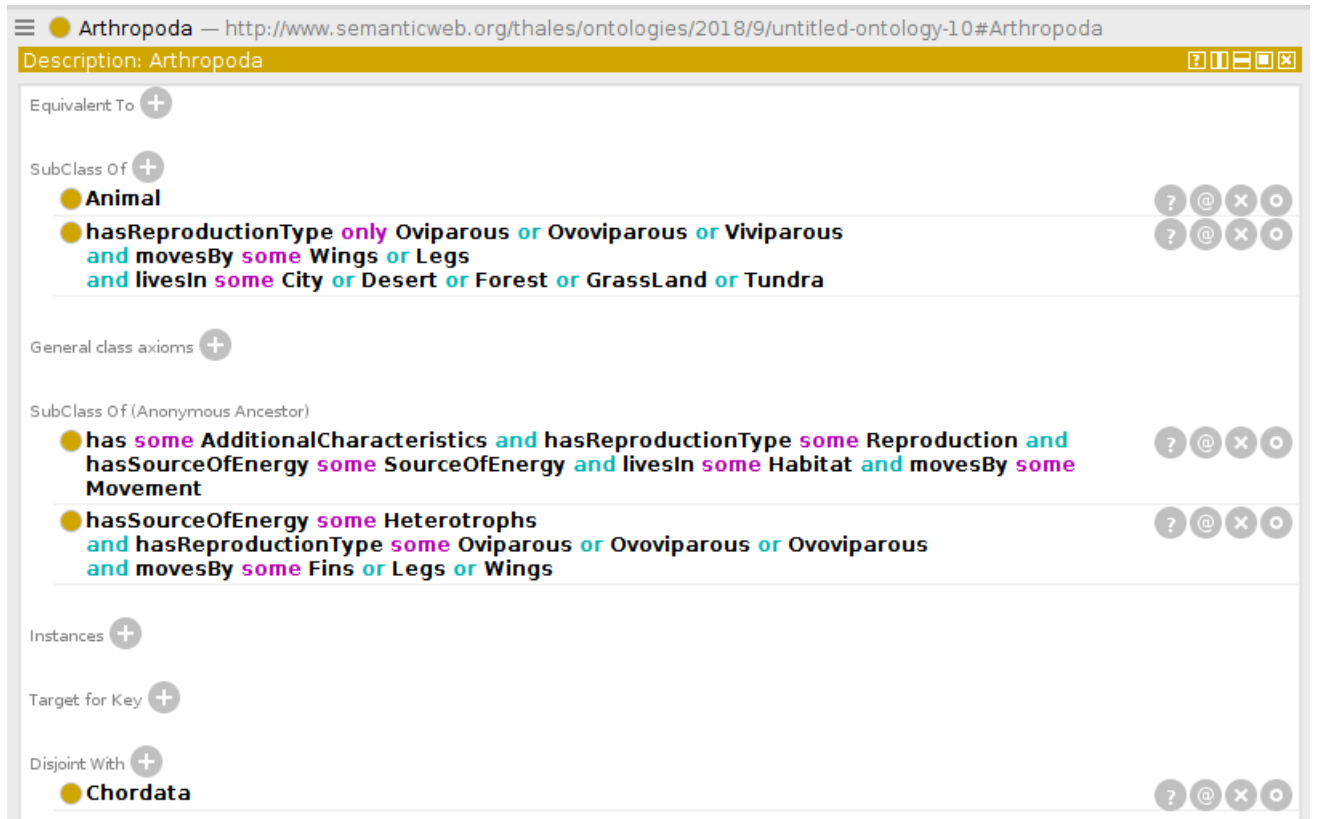 Arthropoda — http://www.semanticweb.org/thales/ontologies/2018/9/untitled-ontology-10#Arthropoda
Description: Arthropoda
Equivalent To
SubClass Of
Animal
hasReproductionType only Oviparous or Ovoviparous or Viviparous
and movesBy some Wings or Legs
and livesIn some City or Desert or Forest or GrassLand or Tundra
General class axioms
SubClass Of (Anonymous Ancestor)
has some AdditionalCharacteristics and hasReproductionType some Reproduction and
hasSourceOfEnergy some SourceOfEnergy and livesIn some Habitat and movesBy some
Movement
hasSourceOfEnergy some Heterotrophs
and hasReproductionType some Oviparous or Ovoviparous or Ovoviparous
and movesBy some Fins or Legs or Wings
Instances
Target for Key
Disjoint With
Chordata